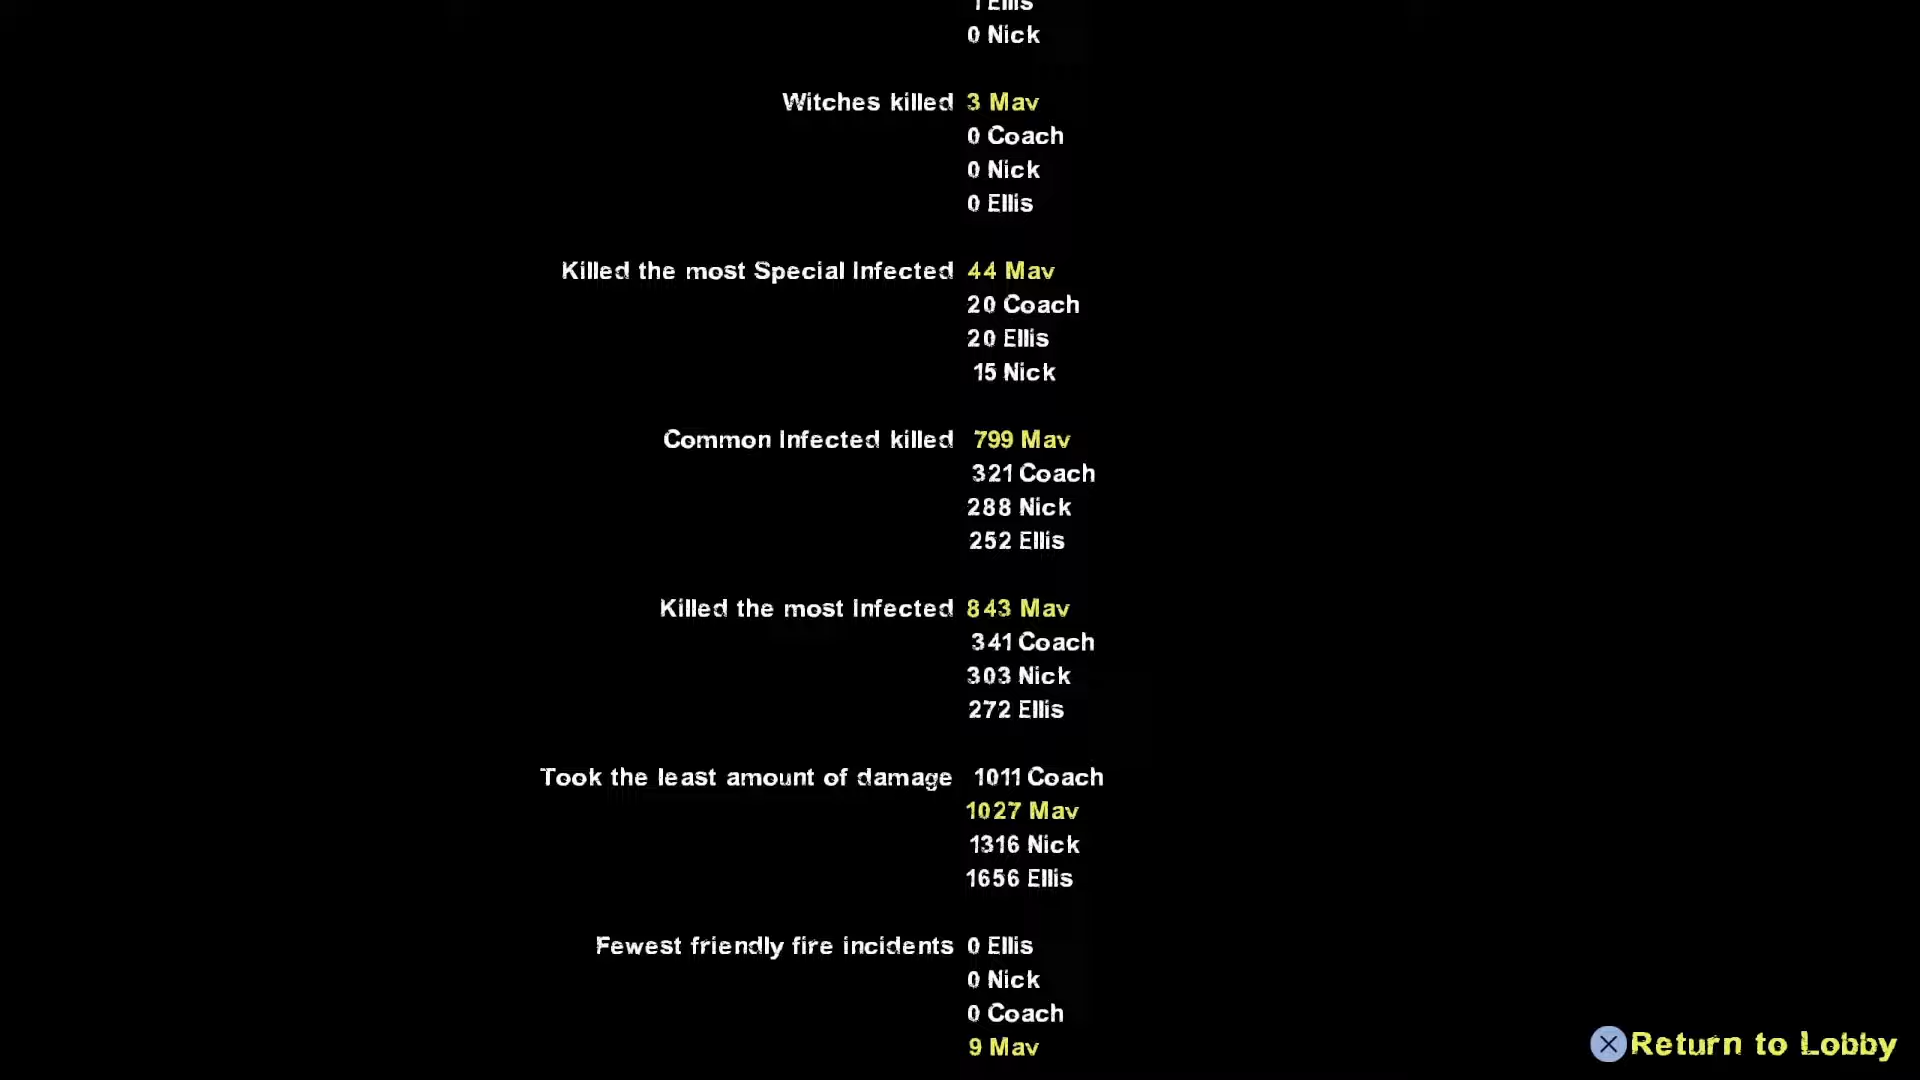 1 Ellis
0 Nick
Witches killed 3 Mav
0 Coach
0 Nick
0 Ellis
Killed the most Special Infected 44 Mav
20 Coach
20 Ellis
15 Nick
Common Infected killed 799 Mav
321 Coach
288 Nick
252 Ellis
Killed the most Infected 843 Mav
341 Coach
303 Nick
272 Ellis
Took the least amount of damage 1011 Coach
1027 Mav
1316 Nick
1656 Ellis
Fewest friendly fire incidents 0 Ellis
0 Nick
0 Coach
9 Mav
Return to Lobby